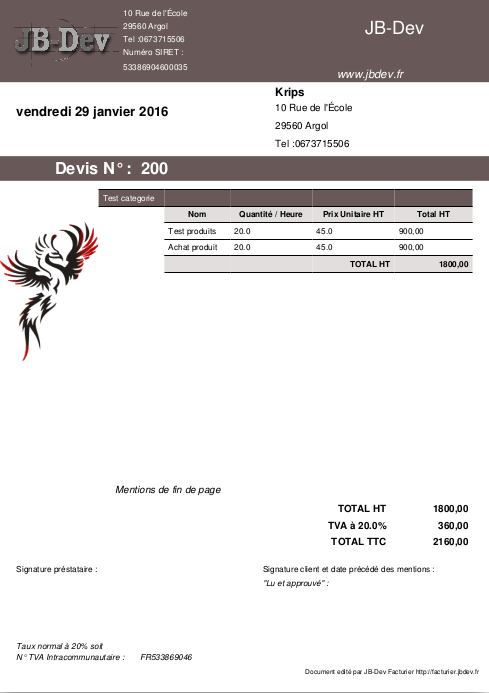 JB-Dev
10 Rue de l'École
29560 Argol
Tel :0673715506
Numéro SIRET :
53386904600035
JB-Dev
www.jbdev.fr
vendredi 29 janvier 2016
Krips
10 Rue de l'École
29560 Argol
Tel :0673715506
Devis N° : 200
Test categorie
Nom Quantité / Heure Prix Unitaire HT Total HT
Test produits 20.0 45.0 900,00
Achat produit 20.0 45.0 900,00
TOTAL HT 1800,00
Mentions de fin de page
TOTAL HT 1800,00
TVA à 20.0% 360,00
TOTAL TTC 2160,00
Signature préstataire :
Signature client et date précédé des mentions :
"Lu et approuvé" :
Taux normal à 20% soit
N° TVA Intracommunautaire : FR533869046
Document edité par JB-Dev Facturier http://facturier.jbdev.fr